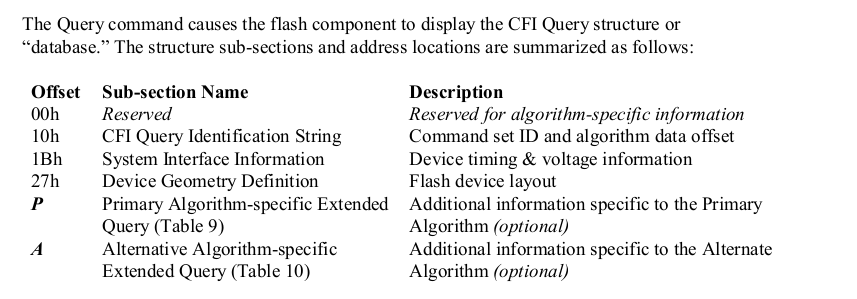 The Query command causes the flash component to display the CFI Query structure or
“database.” The structure sub-sections and address locations are summarized as follows:
Offset Sub-section Name Description
00h Reserved Reserved for algorithm-specific information
10h CFI Query Identification String Command set ID and algorithm data offset
1Bh System Interface Information Device timing & voltage information
27h Device Geometry Definition Flash device layout
P Primary Algorithm-specific Extended Additional information specific to the Primary
Query (Table 9) Algorithm (optional)
A Alternative Algorithm-specific Additional information specific to the Alternate
Extended Query (Table 10) Algorithm (optional)